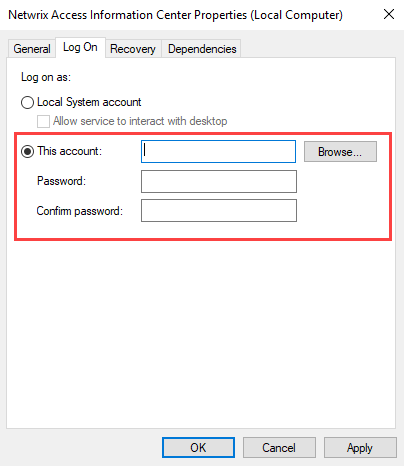 Netwrix Access Information Center Properties (Local Computer)
General Log On Recovery Dependencies
Log on as:
Local System account
Allow service to interact with desktop
This account: Browse...
Password:
Confirm password:
OK Cancel Apply